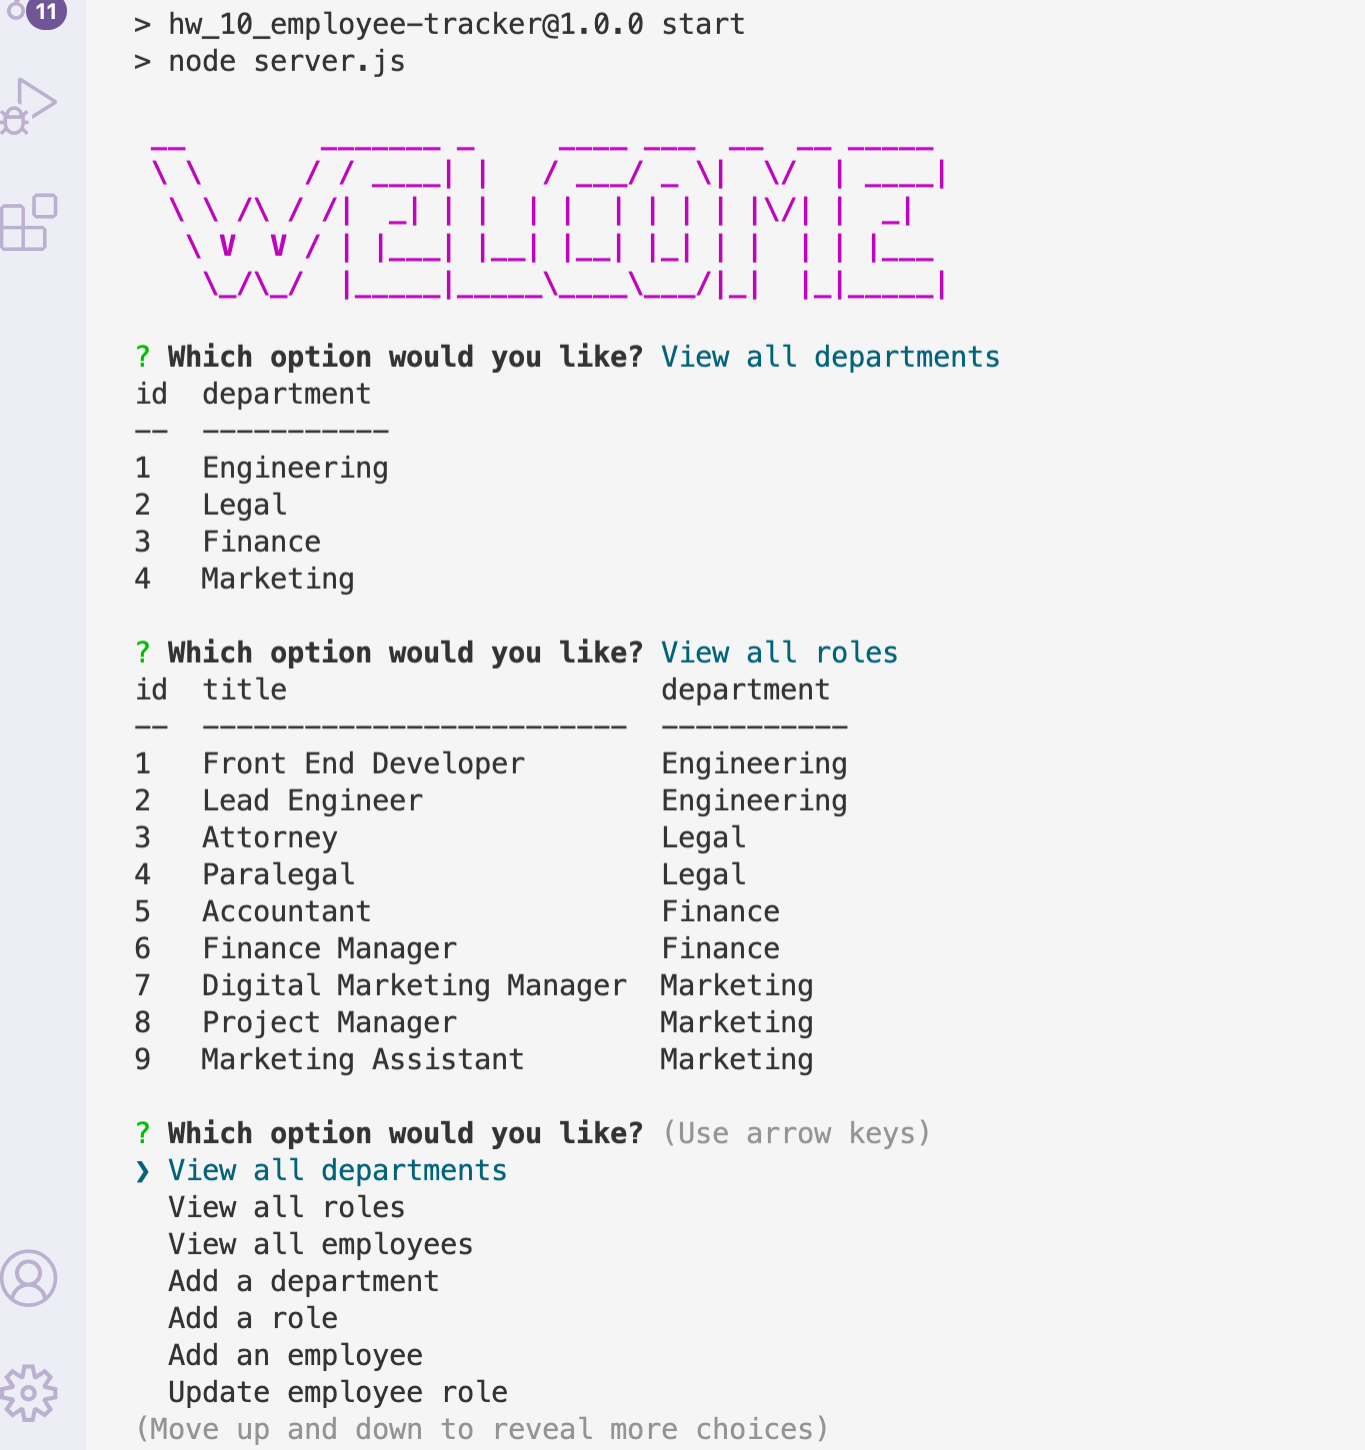 11
> hw_10_employee-tracker@1.0.0 start
> node server.js
WELCOME
? Which option would you like? View all departments
id  department
--  -----------
1   Engineering
2   Legal
3   Finance
4   Marketing
? Which option would you like? View all roles
id  title                      department
--  -------------------------  -----------
1   Front End Developer        Engineering
2   Lead Engineer              Engineering
3   Attorney                   Legal
4   Paralegal                  Legal
5   Accountant                 Finance
6   Finance Manager            Finance
7   Digital Marketing Manager  Marketing
8   Project Manager            Marketing
9   Marketing Assistant        Marketing
? Which option would you like? (Use arrow keys)
❯ View all departments
  View all roles
  View all employees
  Add a department
  Add a role
  Add an employee
  Update employee role
(Move up and down to reveal more choices)